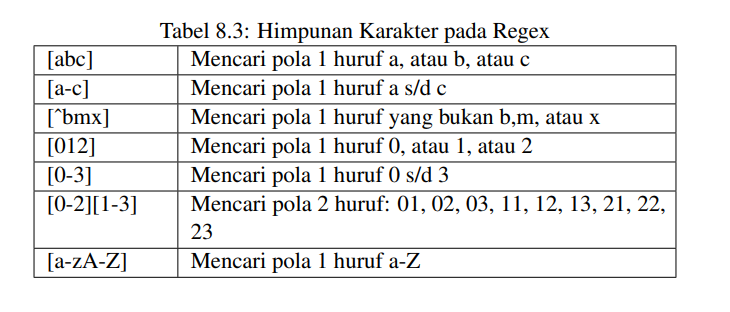 Tabel 8.3: Himpunan Karakter pada Regex
[abc] Mencari pola 1 huruf a, atau b, atau c
[a-c] Mencari pola 1 huruf a s/d c
[ˆbmx] Mencari pola 1 huruf yang bukan b,m, atau x
[012] Mencari pola 1 huruf 0, atau 1, atau 2
[0-3] Mencari pola 1 huruf 0 s/d 3
[0-2][1-3] Mencari pola 2 huruf: 01, 02, 03, 11, 12, 13, 21, 22,
23
[a-zA-Z] Mencari pola 1 huruf a-Z